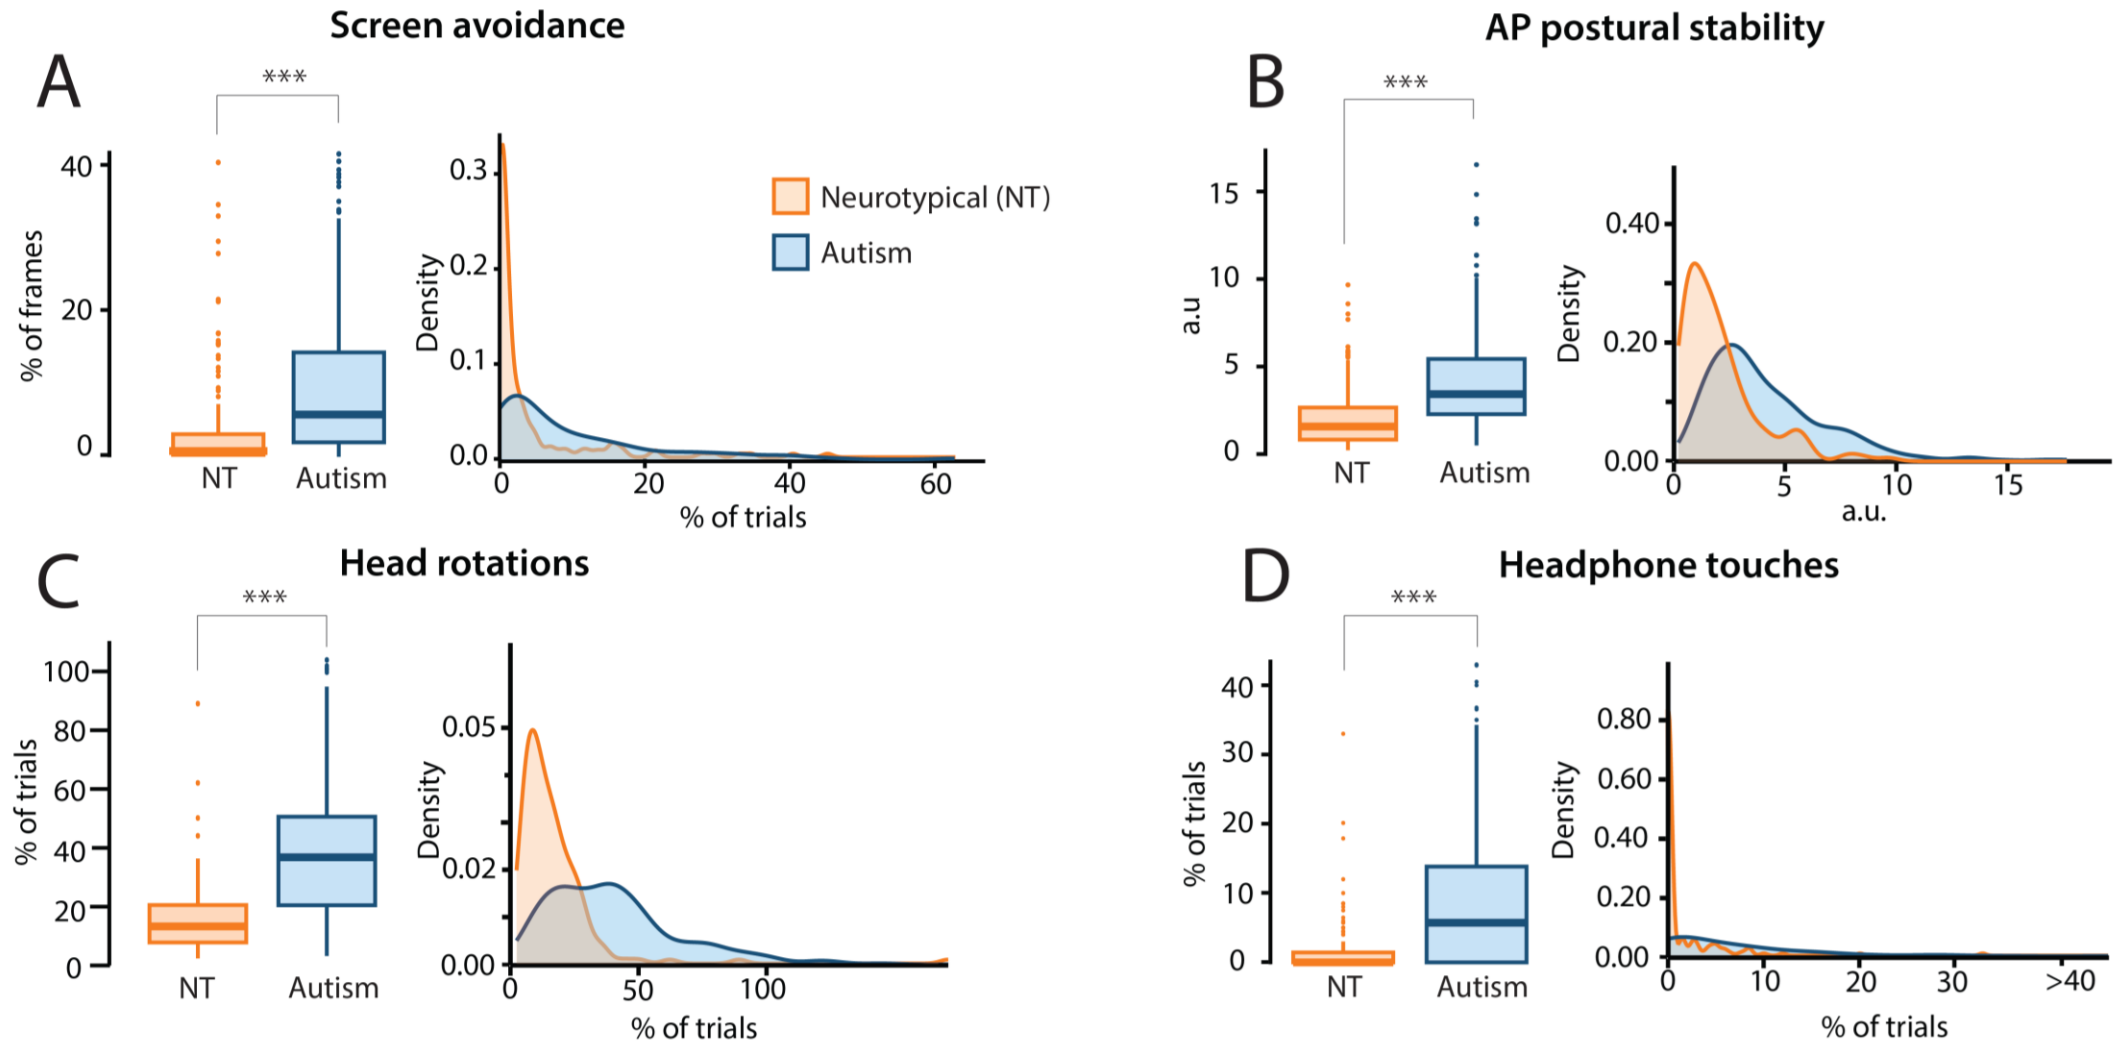 Screen avoidance
A
***
40
20
0
% of frames
NT
Autism
0.3
0.2
0.1
0.0
Density
0
20
40
60
% of trials
Neurotypical (NT)
Autism
AP postural stability
B
***
15
10
5
0
a.u
NT
Autism
0.40
0.20
0.00
Density
0
5
10
15
a.u.
Head rotations
C
***
100
80
60
40
20
0
% of trials
NT
Autism
0.05
0.02
0.00
Density
0
50
100
% of trials
Headphone touches
D
***
40
30
20
10
0
% of trials
NT
Autism
0.80
0.60
0.40
0.20
0.00
Density
0
10
20
30
>40
% of trials